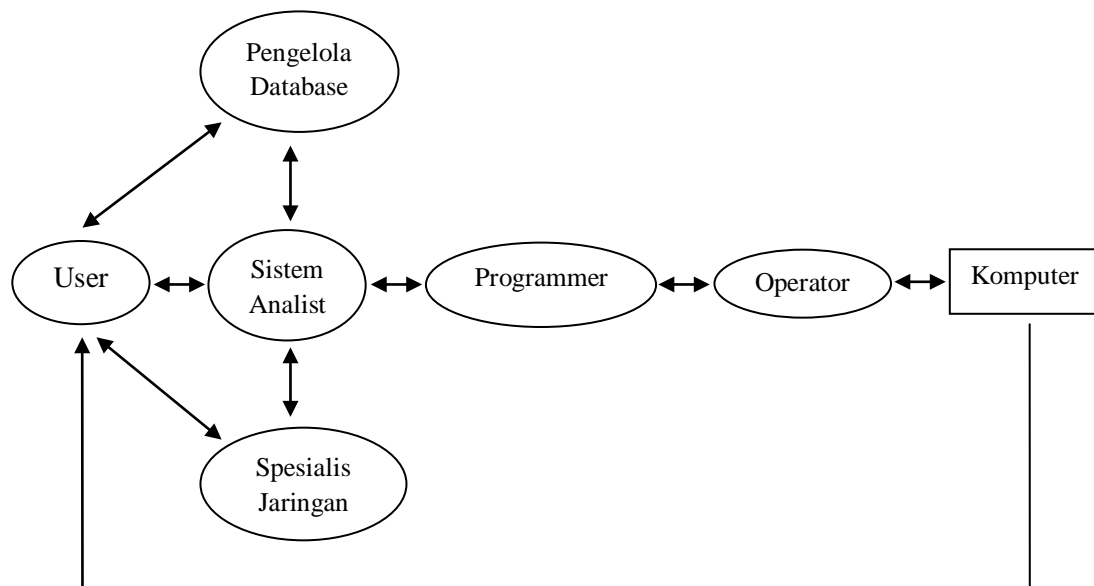 Pengelola
Database
User
Sistem
Analist
Programmer
Operator
Komputer
Spesialis
Jaringan